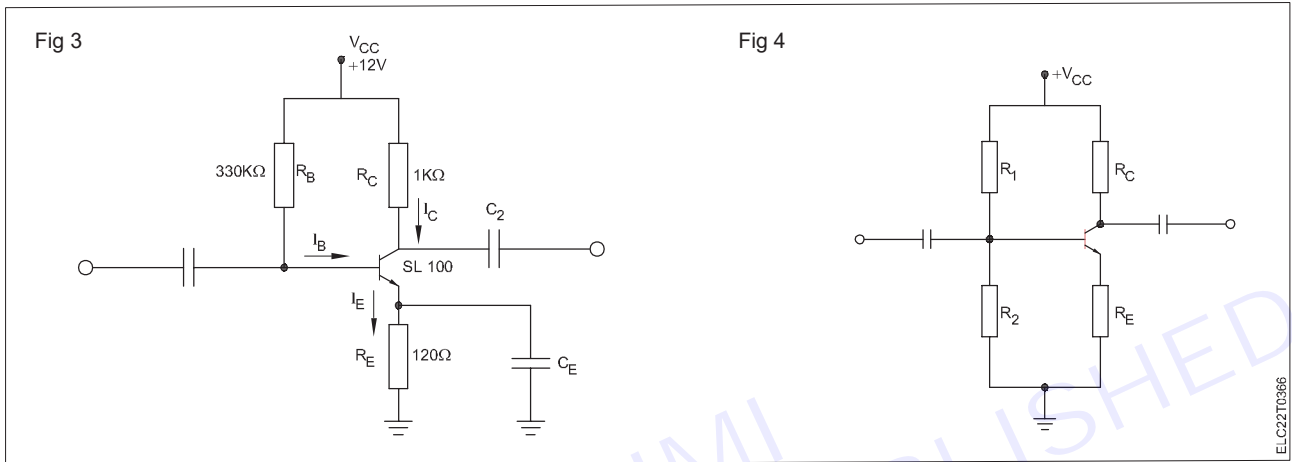 Fig 3
V_CC
+12V
330KΩ
R_B
R_C
1KΩ
I_C
C_2
I_B
SL 100
I_E
R_E
120Ω
C_E
Fig 4
+V_CC
R_1
R_C
R_2
R_E
ELC22T0366